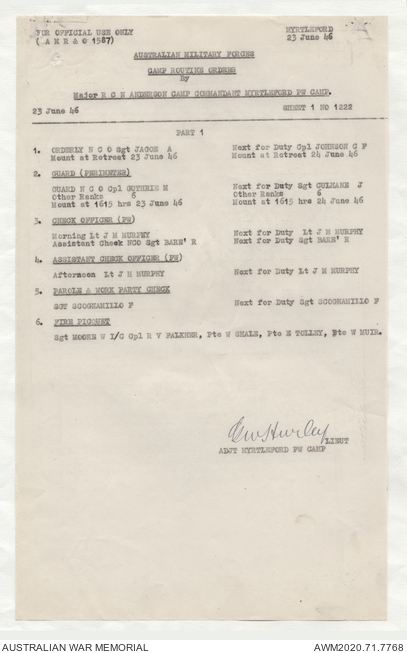 FOR OFFICIAL USE ONLY
( A M R & O 1587)
MYRTLEFORD
23 June 46
AUSTRALIAN MILITARY FORCES
CAMP ROUTINE ORDERS
By
Major R C N ANDERSON CAMP COMMANDANT MYRTLEFORD PW CAMP.
23 June 46 SHEET 1 NO 1222
PART 1
1. ORDERLY N C O Sgt JACOB A Next for Duty Cpl JOHNSON C F
Mount at Retreat 23 June 46 Mount at Retreat 24 June 46
2. GUARD (PERIMETER)
GUARD N C O Cpl GUTHRIE M Next for Duty Sgt CULHANE J
Other Ranks 6 Other Ranks 6
Mount at 1615 hrs 23 June 46 Mount at 1615 hrs 24 June 46
3. CHECK OFFICER (PW)
Morning Lt J H MURPHY Next for Duty Lt J H MURPHY
Assistant Check NCO Sgt BARE' R Next for Duty Sgt BARE' R
4. ASSISTANT CHECK OFFICER (PW)
Afternoon Lt J H MURPHY Next for Duty Lt J H MURPHY
5. PAROLE & WORK PARTY CHECK
SGT SCOGNAMILLO F Next for Duty Sgt SCOGNAMILLO F
6. FIRE PICQUET
Sgt MOORE W I/C Cpl R V FALKNER, Pte W SHALE, Pte H TOLLEY, Pte W MUIR.
GW Hurley LIEUT
ADJT MYRTLEFORD PW CAMP
AUSTRALIAN WAR MEMORIAL AWM2020.71.7768